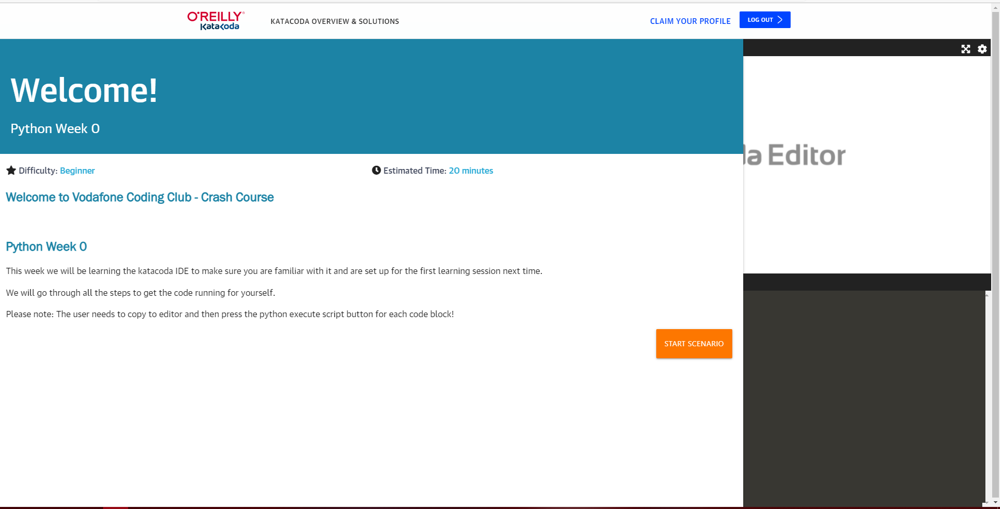 O'REILLY®
Katacoda
KATACODA OVERVIEW & SOLUTIONS
CLAIM YOUR PROFILE
LOG OUT
Welcome!
Python Week 0
Difficulty: Beginner
Estimated Time: 20 minutes
Welcome to Vodafone Coding Club - Crash Course
Python Week 0
This week we will be learning the katacoda IDE to make sure you are familiar with it and are set up for the first learning session next time.
We will go through all the steps to get the code running for yourself.
Please note: The user needs to copy to editor and then press the python execute script button for each code block!
START SCENARIO
Editor